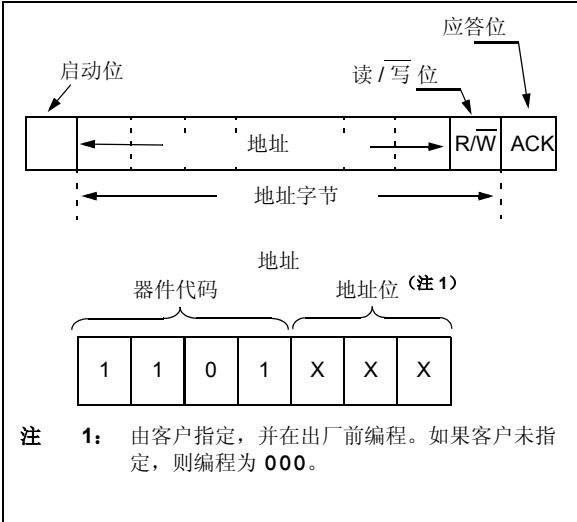 应答位
启动位
读 / 写 位
地址
R/W
ACK
地址字节
地址
器件代码
地址位 (注 1)
1 1 0 1 X X X
注 1: 由客户指定，并在出厂前编程。如果客户未指
定，则编程为 000。